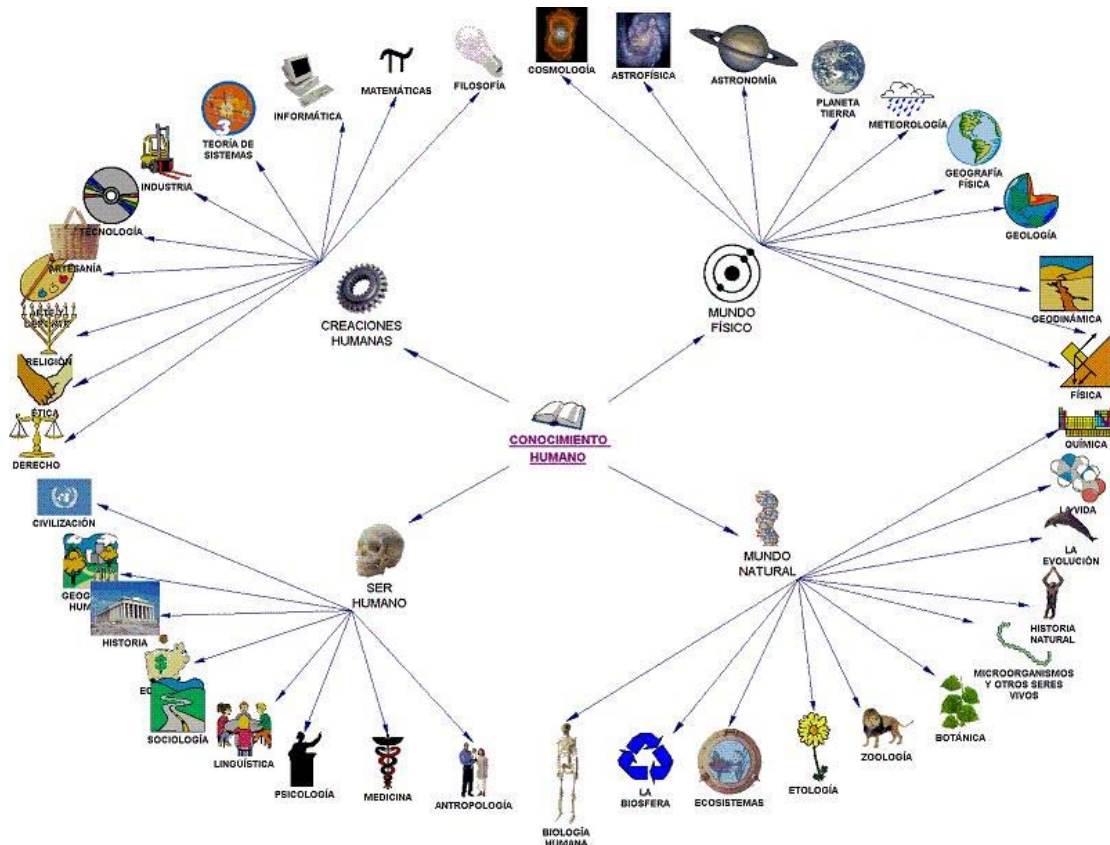 COSMOLOGÍA
ASTROFÍSICA
ASTRONOMÍA
PLANETA
TIERRA
METEOROLOGÍA
GEOGRAFÍA
FÍSICA
GEOLOGÍA
GEODINÁMICA
FÍSICA
FILOSOFÍA
MATEMÁTICAS
INFORMÁTICA
3
TEORÍA DE
SISTEMAS
INDUSTRIA
TECNOLOGÍA
ARTESANÍA
RELIGIÓN
ÉTICA
DERECHO
CREACIONES
HUMANAS
MUNDO
FÍSICO
CONOCIMIENTO
HUMANO
SER
HUMANO
MUNDO
NATURAL
CIVILIZACIÓN
HISTORIA
SOCIOLOGÍA
LINGÜÍSTICA
PSICOLOGÍA
MEDICINA
ANTROPOLOGÍA
QUÍMICA
LA VIDA
LA
EVOLUCIÓN
HISTORIA
NATURAL
MICROORGANISMOS
Y OTROS SERES
VIVOS
BOTÁNICA
ZOOLOGÍA
ETOLOGÍA
ECOSISTEMAS
LA
BIOSFERA
BIOLOGÍA
HUMANA